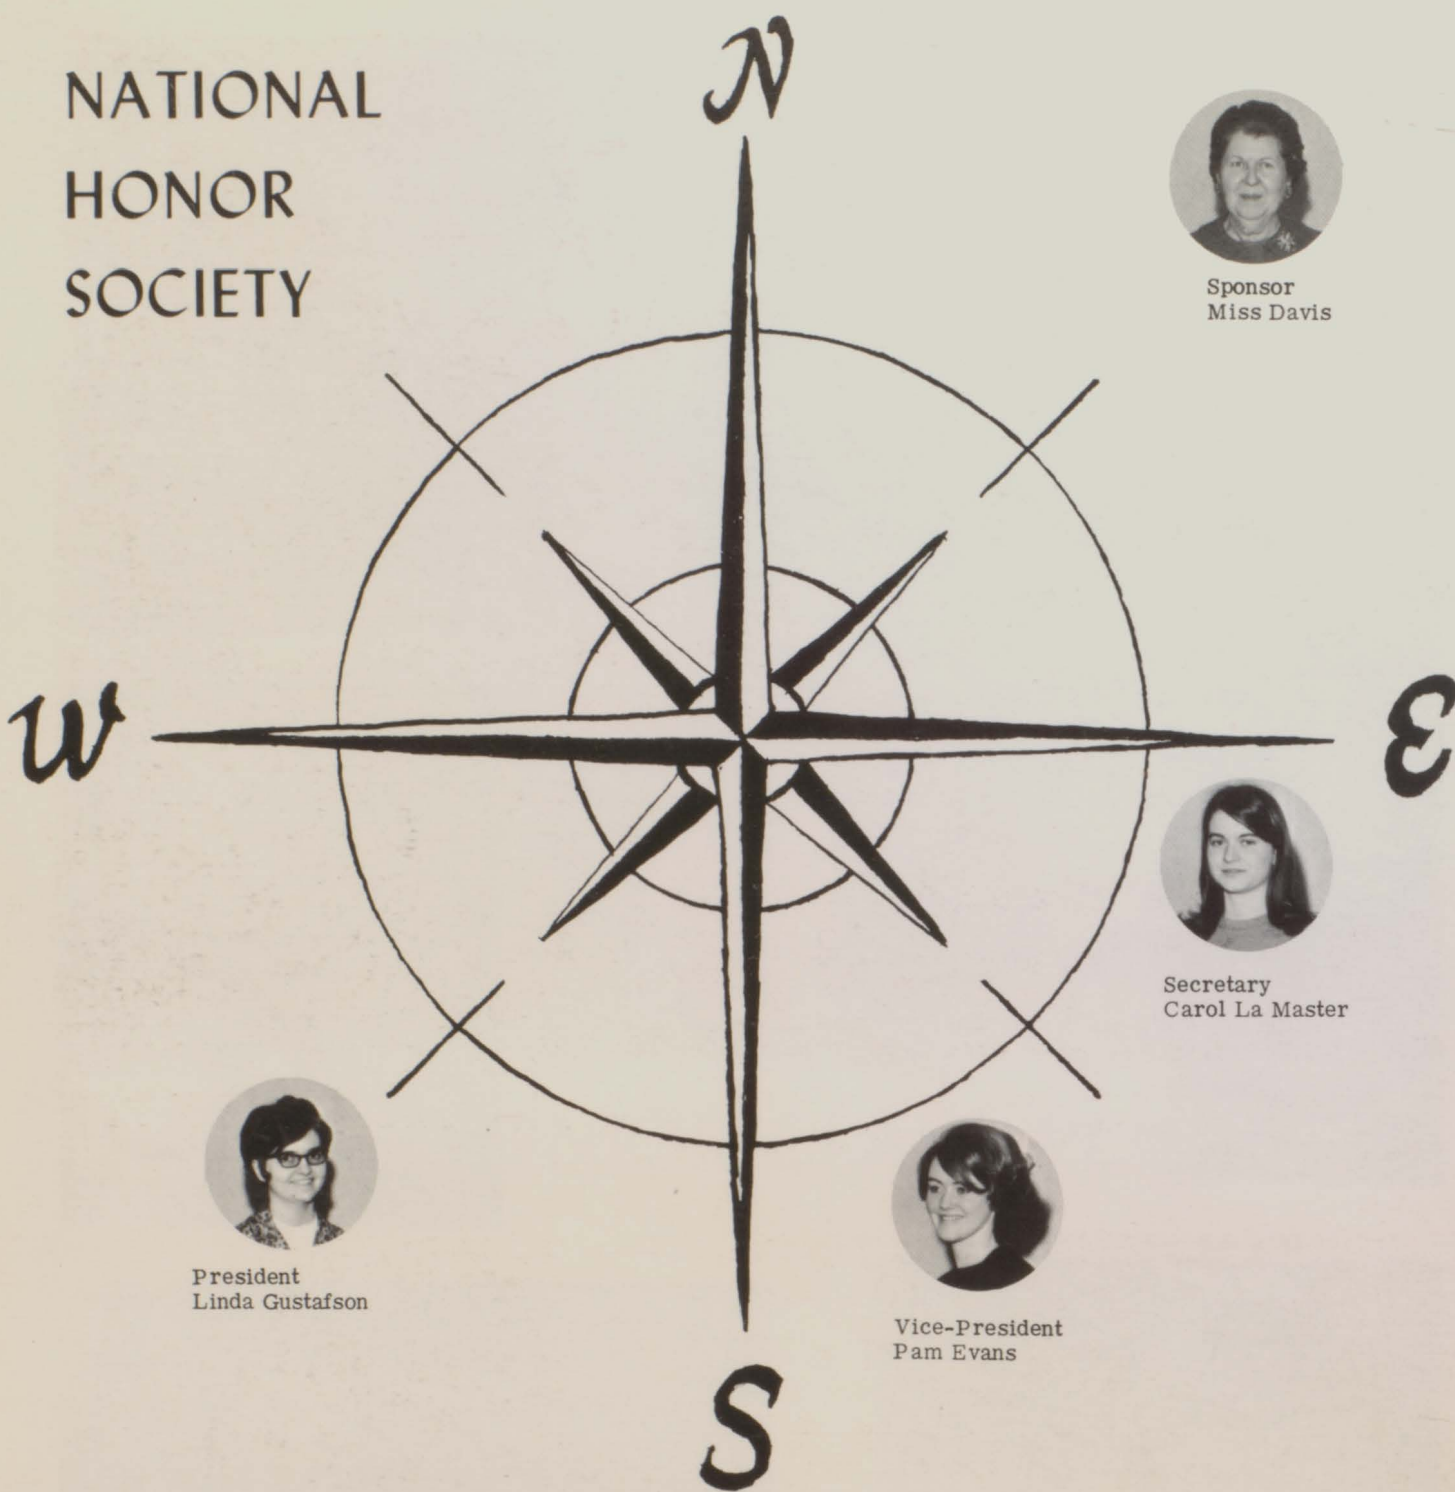 NATIONAL
HONOR
SOCIETY
N
Sponsor
Miss Davis
W
E
Secretary
Carol La Master
President
Linda Gustafson
Vice-President
Pam Evans
S